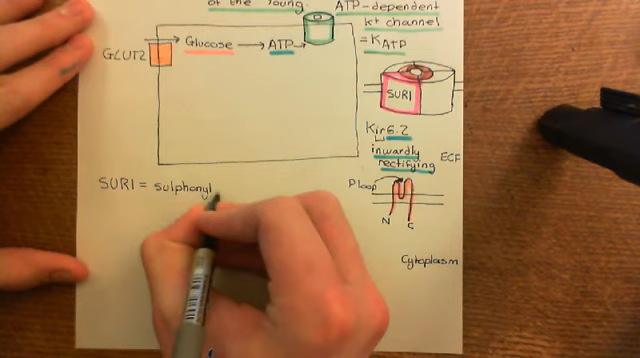 of the Young.
ATP-dependent
K+ channel
= KATP
GLUT2
Glucose
ATP
SUR1
Kir6.2
inwardly
rectifying
ECF
P loop
N
C
Cytoplasm
SUR1 = sulphonyl